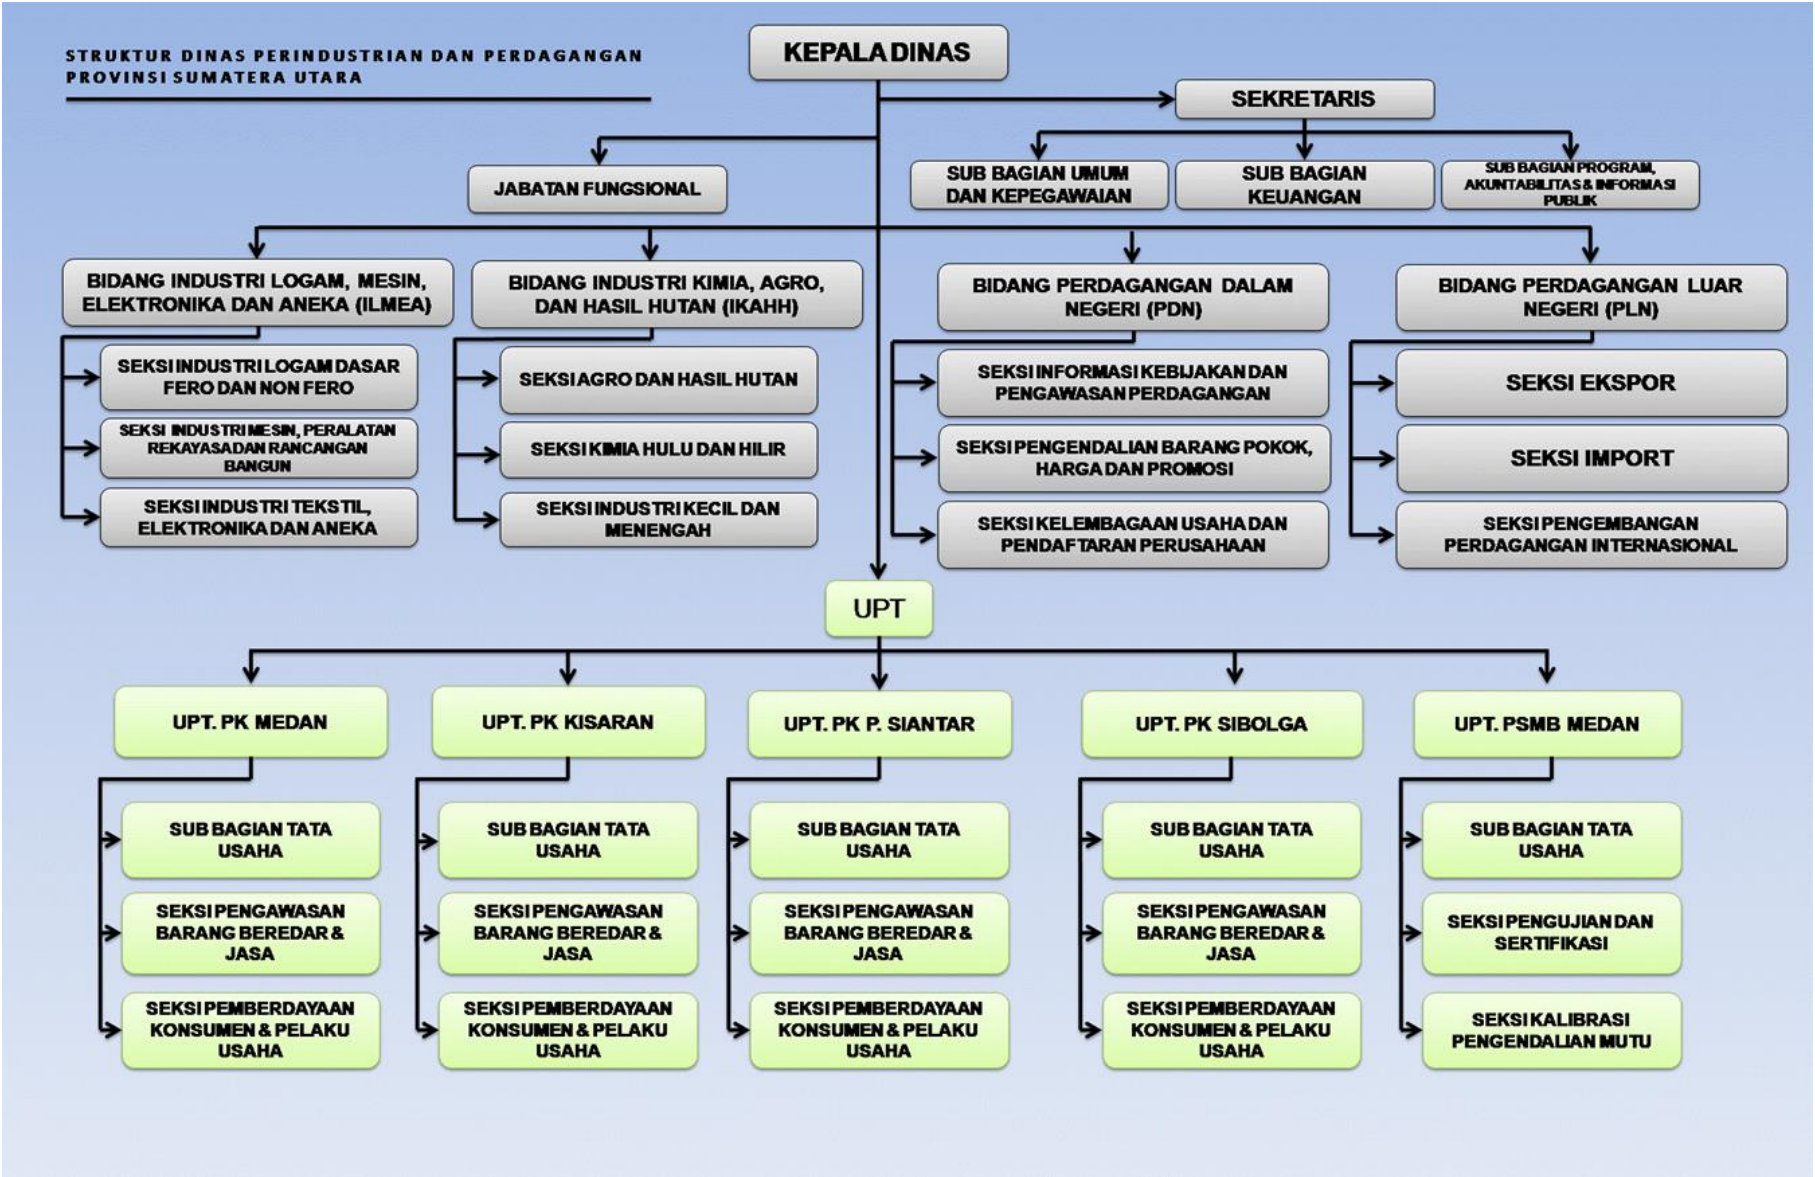 STRUKTUR DINAS PERINDUSTRIAN DAN PERDAGANGAN
PROVINSI SUMATERA UTARA
KEPALA DINAS
SEKRETARIS
JABATAN FUNGSIONAL
SUB BAGIAN UMUM
DAN KEPEGAWAIAN
SUB BAGIAN
KEUANGAN
SUB BAGIAN PROGRAM,
AKUNTABILITAS & INFORMASI
PUBLIK
BIDANG INDUSTRI LOGAM, MESIN,
ELEKTRONIKA DAN ANEKA (ILMEA)
BIDANG INDUSTRI KIMIA, AGRO,
DAN HASIL HUTAN (IKAHH)
BIDANG PERDAGANGAN DALAM
NEGERI (PDN)
BIDANG PERDAGANGAN LUAR
NEGERI (PLN)
SEKSI INDUSTRI LOGAM DASAR
FERO DAN NON FERO
SEKSI INDUSTRI MESIN, PERALATAN
REKAYASA DAN RANCANGAN
BANGUN
SEKSI INDUSTRI TEKSTIL,
ELEKTRONIKA DAN ANEKA
SEKSI AGRO DAN HASIL HUTAN
SEKSI KIMIA HULU DAN HILIR
SEKSI INDUSTRI KECIL DAN
MENENGAH
SEKSI INFORMASI KEBIJAKAN DAN
PENGAWASAN PERDAGANGAN
SEKSI PENGENDALIAN BARANG POKOK,
HARGA DAN PROMOSI
SEKSI KELEMBAGAAN USAHA DAN
PENDAFTARAN PERUSAHAAN
SEKSI EKSPOR
SEKSI IMPORT
SEKSI PENGEMBANGAN
PERDAGANGAN INTERNASIONAL
UPT
UPT. PK MEDAN
UPT. PK KISARAN
UPT. PK P. SIANTAR
UPT. PK SIBOLGA
UPT. PSMB MEDAN
SUB BAGIAN TATA
USAHA
SEKSI PENGAWASAN
BARANG BEREDAR &
JASA
SEKSI PEMBERDAYAAN
KONSUMEN & PELAKU
USAHA
SUB BAGIAN TATA
USAHA
SEKSI PENGAWASAN
BARANG BEREDAR &
JASA
SEKSI PEMBERDAYAAN
KONSUMEN & PELAKU
USAHA
SUB BAGIAN TATA
USAHA
SEKSI PENGAWASAN
BARANG BEREDAR &
JASA
SEKSI PEMBERDAYAAN
KONSUMEN & PELAKU
USAHA
SUB BAGIAN TATA
USAHA
SEKSI PENGAWASAN
BARANG BEREDAR &
JASA
SEKSI PEMBERDAYAAN
KONSUMEN & PELAKU
USAHA
SUB BAGIAN TATA
USAHA
SEKSI PENGUJIAN DAN
SERTIFIKASI
SEKSI KALIBRASI
PENGENDALIAN MUTU